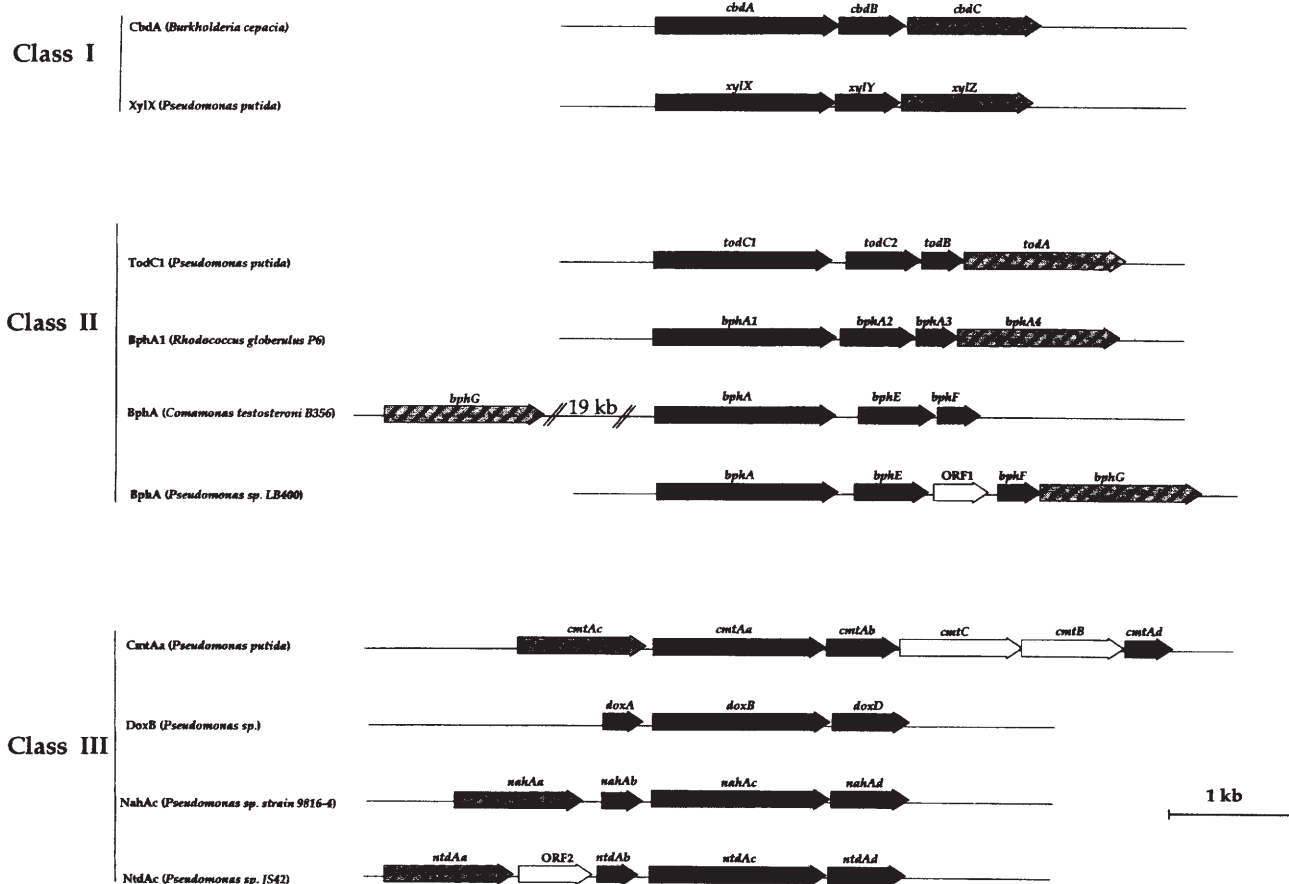 Class I
CbdA (Burkholderia cepacia)
cbdA cbdB cbdC
XylX (Pseudomonas putida)
xylX xylY xylZ
Class II
TodC1 (Pseudomonas putida)
todC1 todC2 todB todA
BphA1 (Rhodococcus globerulus P6)
bphA1 bphA2 bphA3 bphA4
BphA (Comamonas testosteroni B356)
bphG 19 kb bphA bphE bphF
BphA (Pseudomonas sp. LB400)
bphA bphE ORF1 bphF bphG
Class III
CmtAa (Pseudomonas putida)
cmtAc cmtAa cmtAb cmtC cmtB cmtAd
DoxB (Pseudomonas sp.)
doxA doxB doxD
NahAc (Pseudomonas sp. strain 9816-4)
nahAa nahAb nahAc nahAd
1 kb
NtdAc (Pseudomonas sp. JS42)
ntdAa ORF2 ntdAb ntdAc ntdAd